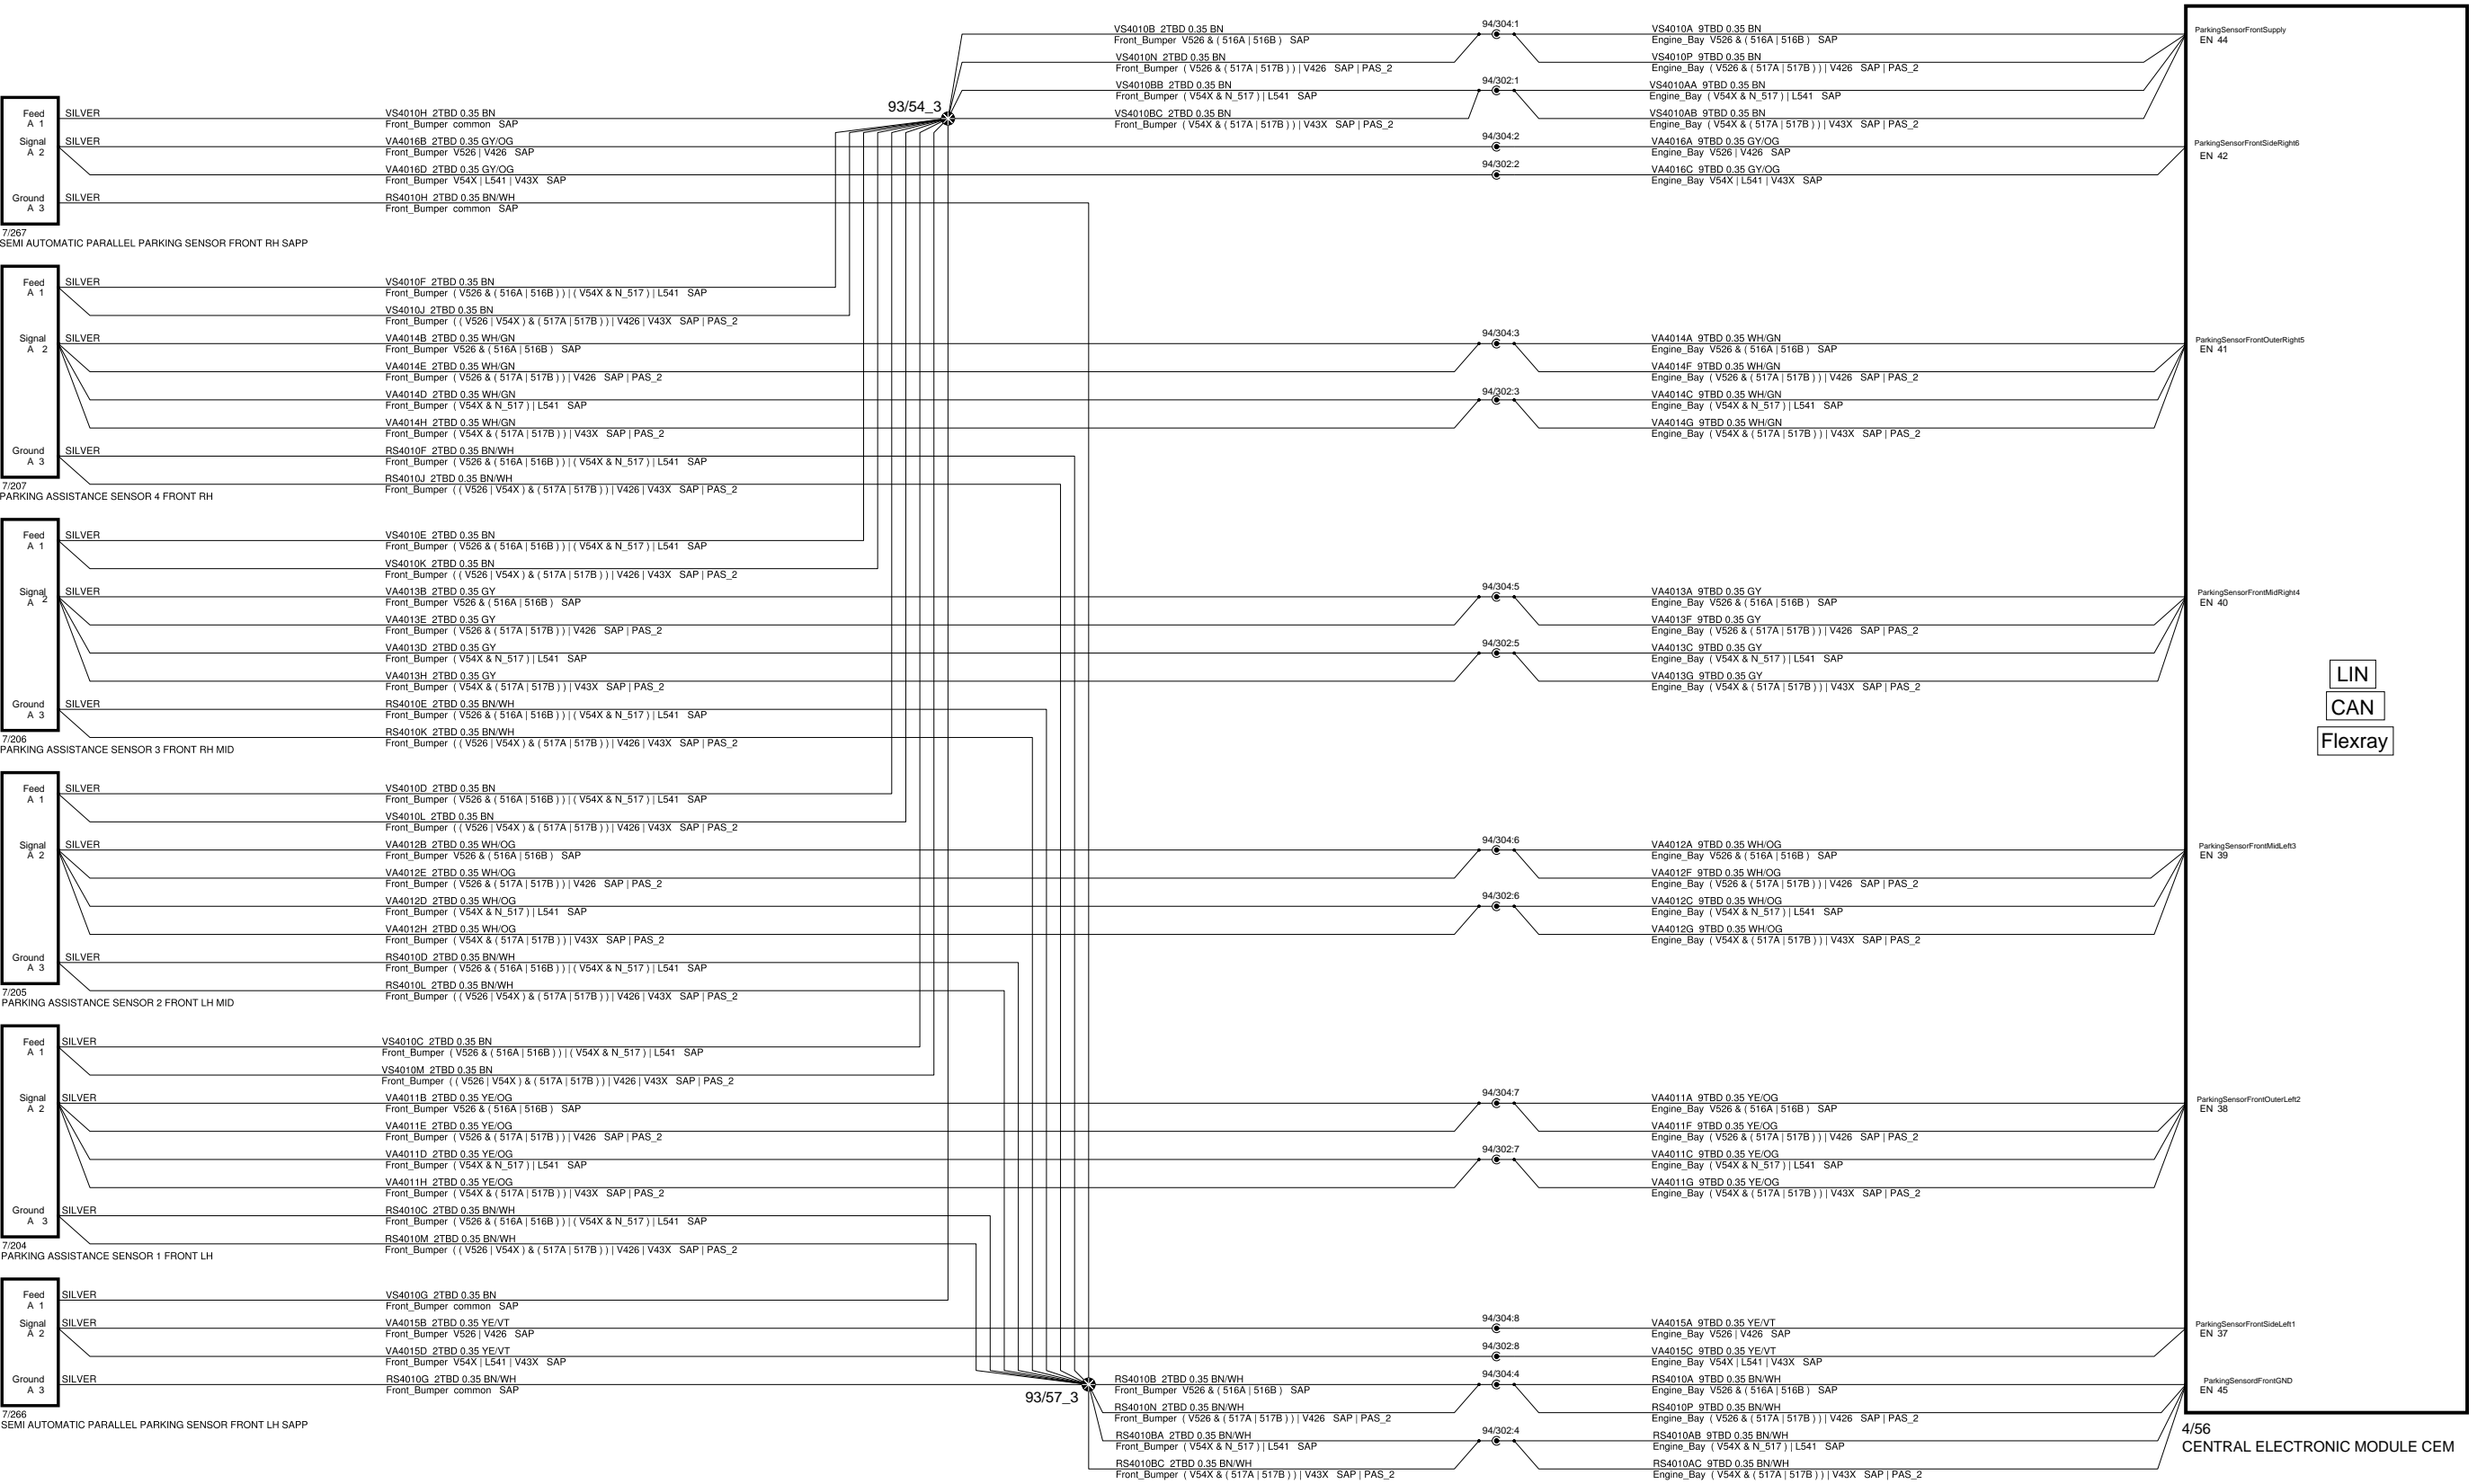 Feed
A 1
SILVER
VS4010H 2TBD 0.35 BN
Front_Bumper common SAP
Signal
A 2
SILVER
VA4016B 2TBD 0.35 GY/OG
Front_Bumper V526 | V426 SAP
VA4016D 2TBD 0.35 GY/OG
Front_Bumper V54X | L541 | V43X SAP
Ground
A 3
SILVER
RS4010H 2TBD 0.35 BN/WH
Front_Bumper common SAP
7/267
SEMI AUTOMATIC PARALLEL PARKING SENSOR FRONT RH SAPP
Feed
A 1
SILVER
VS4010F 2TBD 0.35 BN
Front_Bumper ( V526 & ( 516A | 516B ) ) | ( V54X & N_517 ) | L541 SAP
VS4010J 2TBD 0.35 BN
Front_Bumper ( ( V526 | V54X ) & ( 517A | 517B ) ) | V426 | V43X SAP | PAS_2
Signal
A 2
SILVER
VA4014B 2TBD 0.35 WH/GN
Front_Bumper V526 & ( 516A | 516B ) SAP
VA4014E 2TBD 0.35 WH/GN
Front_Bumper ( V526 & ( 517A | 517B ) ) | V426 SAP | PAS_2
VA4014D 2TBD 0.35 WH/GN
Front_Bumper ( V54X & N_517 ) | L541 SAP
VA4014H 2TBD 0.35 WH/GN
Front_Bumper ( V54X & ( 517A | 517B ) ) | V43X SAP | PAS_2
Ground
A 3
SILVER
RS4010F 2TBD 0.35 BN/WH
Front_Bumper ( V526 & ( 516A | 516B ) ) | ( V54X & N_517 ) | L541 SAP
RS4010J 2TBD 0.35 BN/WH
Front_Bumper ( ( V526 | V54X ) & ( 517A | 517B ) ) | V426 | V43X SAP | PAS_2
7/207
PARKING ASSISTANCE SENSOR 4 FRONT RH
Feed
A 1
SILVER
VS4010E 2TBD 0.35 BN
Front_Bumper ( V526 & ( 516A | 516B ) ) | ( V54X & N_517 ) | L541 SAP
VS4010K 2TBD 0.35 BN
Front_Bumper ( ( V526 | V54X ) & ( 517A | 517B ) ) | V426 | V43X SAP | PAS_2
Signal
A 2
SILVER
VA4013B 2TBD 0.35 GY
Front_Bumper V526 & ( 516A | 516B ) SAP
VA4013E 2TBD 0.35 GY
Front_Bumper ( V526 & ( 517A | 517B ) ) | V426 SAP | PAS_2
VA4013D 2TBD 0.35 GY
Front_Bumper ( V54X & N_517 ) | L541 SAP
VA4013H 2TBD 0.35 GY
Front_Bumper ( V54X & ( 517A | 517B ) ) | V43X SAP | PAS_2
Ground
A 3
SILVER
RS4010E 2TBD 0.35 BN/WH
Front_Bumper ( V526 & ( 516A | 516B ) ) | ( V54X & N_517 ) | L541 SAP
RS4010K 2TBD 0.35 BN/WH
Front_Bumper ( ( V526 | V54X ) & ( 517A | 517B ) ) | V426 | V43X SAP | PAS_2
7/206
PARKING ASSISTANCE SENSOR 3 FRONT RH MID
Feed
A 1
SILVER
VS4010D 2TBD 0.35 BN
Front_Bumper ( V526 & ( 516A | 516B ) ) | ( V54X & N_517 ) | L541 SAP
VS4010L 2TBD 0.35 BN
Front_Bumper ( ( V526 | V54X ) & ( 517A | 517B ) ) | V426 | V43X SAP | PAS_2
Signal
A 2
SILVER
VA4012B 2TBD 0.35 WH/OG
Front_Bumper V526 & ( 516A | 516B ) SAP
VA4012E 2TBD 0.35 WH/OG
Front_Bumper ( V526 & ( 517A | 517B ) ) | V426 SAP | PAS_2
VA4012D 2TBD 0.35 WH/OG
Front_Bumper ( V54X & N_517 ) | L541 SAP
VA4012H 2TBD 0.35 WH/OG
Front_Bumper ( V54X & ( 517A | 517B ) ) | V43X SAP | PAS_2
Ground
A 3
SILVER
RS4010D 2TBD 0.35 BN/WH
Front_Bumper ( V526 & ( 516A | 516B ) ) | ( V54X & N_517 ) | L541 SAP
RS4010L 2TBD 0.35 BN/WH
Front_Bumper ( ( V526 | V54X ) & ( 517A | 517B ) ) | V426 | V43X SAP | PAS_2
7/205
PARKING ASSISTANCE SENSOR 2 FRONT LH MID
Feed
A 1
SILVER
VS4010C 2TBD 0.35 BN
Front_Bumper ( V526 & ( 516A | 516B ) ) | ( V54X & N_517 ) | L541 SAP
VS4010M 2TBD 0.35 BN
Front_Bumper ( ( V526 | V54X ) & ( 517A | 517B ) ) | V426 | V43X SAP | PAS_2
Signal
A 2
SILVER
VA4011B 2TBD 0.35 YE/OG
Front_Bumper V526 & ( 516A | 516B ) SAP
VA4011E 2TBD 0.35 YE/OG
Front_Bumper ( V526 & ( 517A | 517B ) ) | V426 SAP | PAS_2
VA4011D 2TBD 0.35 YE/OG
Front_Bumper ( V54X & N_517 ) | L541 SAP
VA4011H 2TBD 0.35 YE/OG
Front_Bumper ( V54X & ( 517A | 517B ) ) | V43X SAP | PAS_2
Ground
A 3
SILVER
RS4010C 2TBD 0.35 BN/WH
Front_Bumper ( V526 & ( 516A | 516B ) ) | ( V54X & N_517 ) | L541 SAP
RS4010M 2TBD 0.35 BN/WH
Front_Bumper ( ( V526 | V54X ) & ( 517A | 517B ) ) | V426 | V43X SAP | PAS_2
7/204
PARKING ASSISTANCE SENSOR 1 FRONT LH
Feed
A 1
SILVER
VS4010G 2TBD 0.35 BN
Front_Bumper common SAP
Signal
A 2
SILVER
VA4015B 2TBD 0.35 YE/VT
Front_Bumper V526 | V426 SAP
VA4015D 2TBD 0.35 YE/VT
Front_Bumper V54X | L541 | V43X SAP
Ground
A 3
SILVER
RS4010G 2TBD 0.35 BN/WH
Front_Bumper common SAP
7/266
SEMI AUTOMATIC PARALLEL PARKING SENSOR FRONT LH SAPP
93/54_3
93/57_3
VS4010B 2TBD 0.35 BN
Front_Bumper V526 & ( 516A | 516B ) SAP
VS4010N 2TBD 0.35 BN
Front_Bumper ( V526 & ( 517A | 517B ) ) | V426 SAP | PAS_2
VS4010BB 2TBD 0.35 BN
Front_Bumper ( V54X & N_517 ) | L541 SAP
VS4010BC 2TBD 0.35 BN
Front_Bumper ( V54X & ( 517A | 517B ) ) | V43X SAP | PAS_2
RS4010B 2TBD 0.35 BN/WH
Front_Bumper V526 & ( 516A | 516B ) SAP
RS4010N 2TBD 0.35 BN/WH
Front_Bumper ( V526 & ( 517A | 517B ) ) | V426 SAP | PAS_2
RS4010BA 2TBD 0.35 BN/WH
Front_Bumper ( V54X & N_517 ) | L541 SAP
RS4010BC 2TBD 0.35 BN/WH
Front_Bumper ( V54X & ( 517A | 517B ) ) | V43X SAP | PAS_2
94/304:1
94/302:1
94/304:2
94/302:2
94/304:3
94/302:3
94/304:5
94/302:5
94/304:6
94/302:6
94/304:7
94/302:7
94/304:8
94/302:8
94/304:4
94/302:4
VS4010A 9TBD 0.35 BN
Engine_Bay V526 & ( 516A | 516B ) SAP
VS4010P 9TBD 0.35 BN
Engine_Bay ( V526 & ( 517A | 517B ) ) | V426 SAP | PAS_2
VS4010AA 9TBD 0.35 BN
Engine_Bay ( V54X & N_517 ) | L541 SAP
VS4010AB 9TBD 0.35 BN
Engine_Bay ( V54X & ( 517A | 517B ) ) | V43X SAP | PAS_2
VA4016A 9TBD 0.35 GY/OG
Engine_Bay V526 | V426 SAP
VA4016C 9TBD 0.35 GY/OG
Engine_Bay V54X | L541 | V43X SAP
VA4014A 9TBD 0.35 WH/GN
Engine_Bay V526 & ( 516A | 516B ) SAP
VA4014F 9TBD 0.35 WH/GN
Engine_Bay ( V526 & ( 517A | 517B ) ) | V426 SAP | PAS_2
VA4014C 9TBD 0.35 WH/GN
Engine_Bay ( V54X & N_517 ) | L541 SAP
VA4014G 9TBD 0.35 WH/GN
Engine_Bay ( V54X & ( 517A | 517B ) ) | V43X SAP | PAS_2
VA4013A 9TBD 0.35 GY
Engine_Bay V526 & ( 516A | 516B ) SAP
VA4013F 9TBD 0.35 GY
Engine_Bay ( V526 & ( 517A | 517B ) ) | V426 SAP | PAS_2
VA4013C 9TBD 0.35 GY
Engine_Bay ( V54X & N_517 ) | L541 SAP
VA4013G 9TBD 0.35 GY
Engine_Bay ( V54X & ( 517A | 517B ) ) | V43X SAP | PAS_2
VA4012A 9TBD 0.35 WH/OG
Engine_Bay V526 & ( 516A | 516B ) SAP
VA4012F 9TBD 0.35 WH/OG
Engine_Bay ( V526 & ( 517A | 517B ) ) | V426 SAP | PAS_2
VA4012C 9TBD 0.35 WH/OG
Engine_Bay ( V54X & N_517 ) | L541 SAP
VA4012G 9TBD 0.35 WH/OG
Engine_Bay ( V54X & ( 517A | 517B ) ) | V43X SAP | PAS_2
VA4011A 9TBD 0.35 YE/OG
Engine_Bay V526 & ( 516A | 516B ) SAP
VA4011F 9TBD 0.35 YE/OG
Engine_Bay ( V526 & ( 517A | 517B ) ) | V426 SAP | PAS_2
VA4011C 9TBD 0.35 YE/OG
Engine_Bay ( V54X & N_517 ) | L541 SAP
VA4011G 9TBD 0.35 YE/OG
Engine_Bay ( V54X & ( 517A | 517B ) ) | V43X SAP | PAS_2
VA4015A 9TBD 0.35 YE/VT
Engine_Bay V526 | V426 SAP
VA4015C 9TBD 0.35 YE/VT
Engine_Bay V54X | L541 | V43X SAP
RS4010A 9TBD 0.35 BN/WH
Engine_Bay V526 & ( 516A | 516B ) SAP
RS4010P 9TBD 0.35 BN/WH
Engine_Bay ( V526 & ( 517A | 517B ) ) | V426 SAP | PAS_2
RS4010AB 9TBD 0.35 BN/WH
Engine_Bay ( V54X & N_517 ) | L541 SAP
RS4010AC 9TBD 0.35 BN/WH
Engine_Bay ( V54X & ( 517A | 517B ) ) | V43X SAP | PAS_2
ParkingSensorFrontSupply
EN 44
ParkingSensorFrontSideRight6
EN 42
ParkingSensorFrontOuterRight5
EN 41
ParkingSensorFrontMidRight4
EN 40
LIN
CAN
Flexray
ParkingSensorFrontMidLeft3
EN 39
ParkingSensorFrontOuterLeft2
EN 38
ParkingSensorFrontSideLeft1
EN 37
ParkingSensordFrontGND
EN 45
4/56
CENTRAL ELECTRONIC MODULE CEM